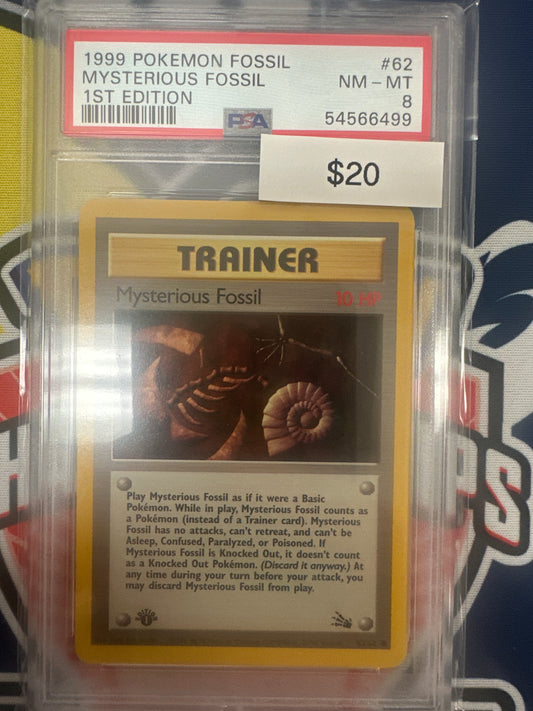 1999 POKEMON FOSSIL #62
MYSTERIOUS FOSSIL NM - MT
1ST EDITION 8
PSA 54566499
$20
TRAINER
Mysterious Fossil 10 HP
Play Mysterious Fossil as if it were a Basic
Pokémon. While in play, Mysterious Fossil counts as
a Pokémon (instead of a Trainer card). Mysterious
Fossil has no attacks, can't retreat, and can't be
Asleep, Confused, Paralyzed, or Poisoned. If
Mysterious Fossil is Knocked Out, it doesn't count
as a Knocked Out Pokémon. (Discard it anyway.) At
any time during your turn before your attack, you
may discard Mysterious Fossil from play.
EDITION
1